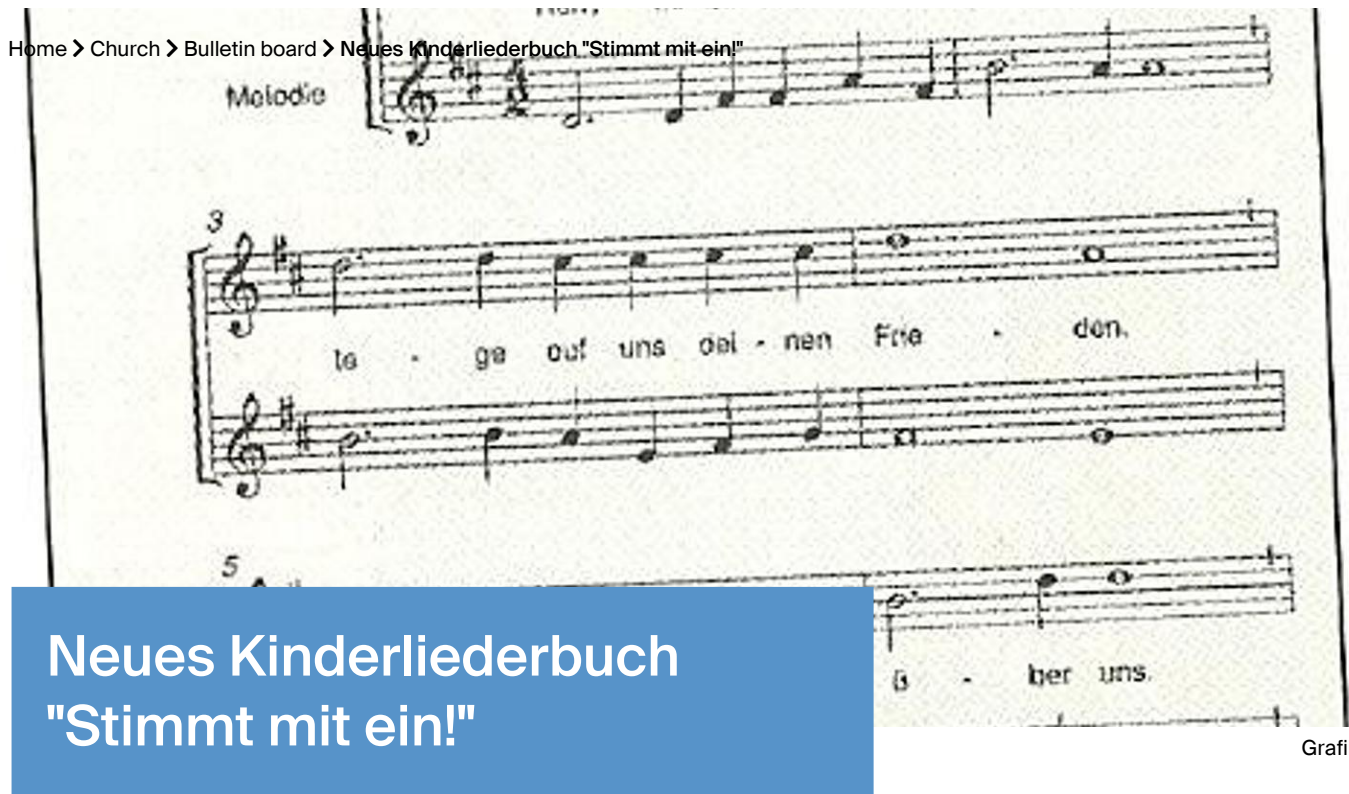 Home > Church > Bulletin board > Neues Kinderliederbuch "Stimmt mit ein!"
Melodie
3
le - ge auf uns dei - nen Frie - den.
5
ü - ber uns.
Neues Kinderliederbuch
"Stimmt mit ein!"
Grafi